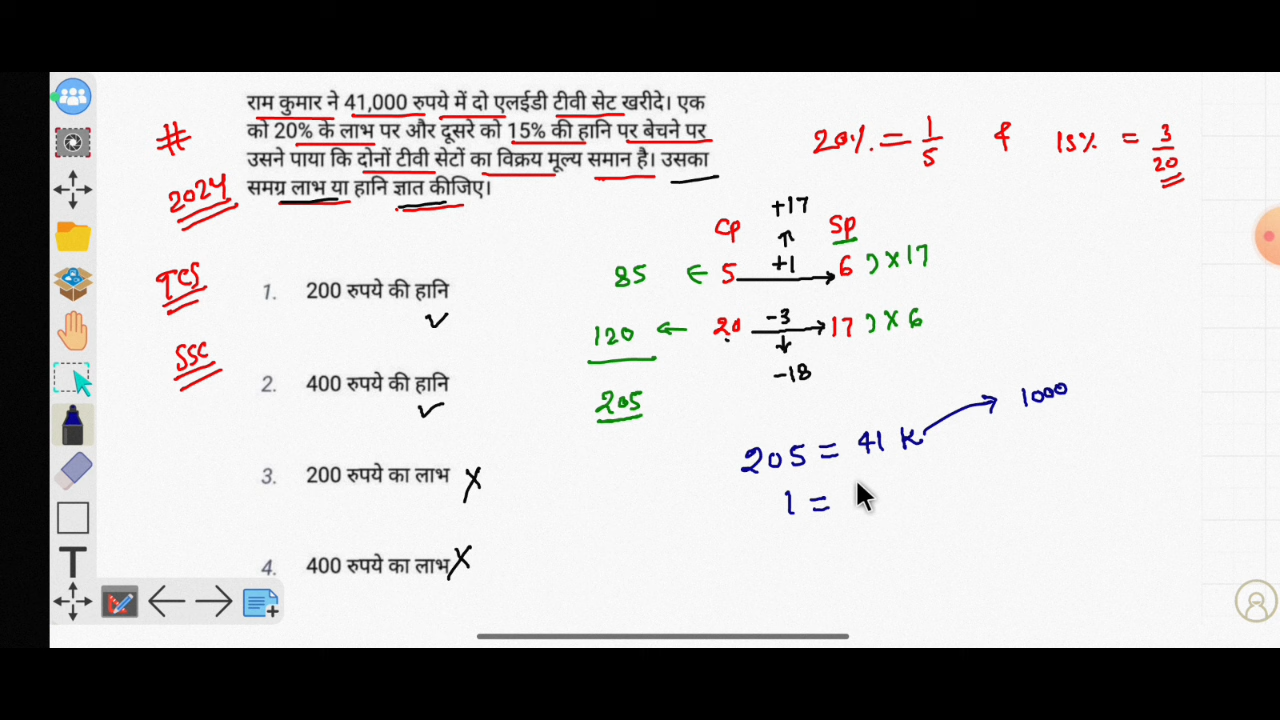 राम कुमार ने 41,000 रुपये में दो एलईडी टीवी सेट खरीदे। एक
को 20% के लाभ पर और दूसरे को 15% की हानि पर बेचने पर
उसने पाया कि दोनों टीवी सेटों का विक्रय मूल्य समान है। उसका
समग्र लाभ या हानि ज्ञात कीजिए।
#
2024
TCS
SSC
1. 200 रुपये की हानि
2. 400 रुपये की हानि
3. 200 रुपये का लाभ
4. 400 रुपये का लाभ
20% = 1/5 & 15% = 3/20
+17
CP SP
85 ← 5 +1 → 6 ) × 17
120 ← 20 -3 → 17 ) × 6
-18
205
205 = 41 K → 1000
1 =
T